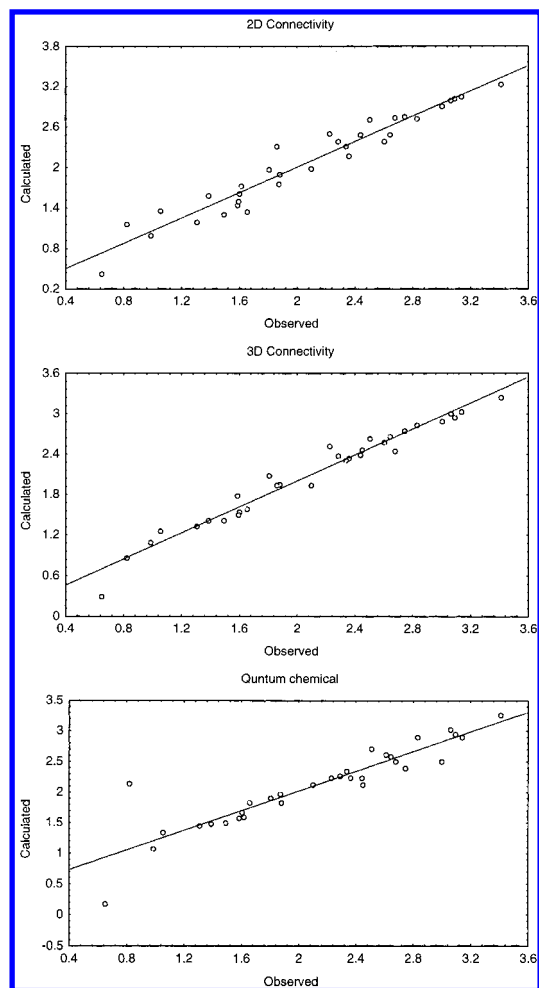 2D Connectivity
3.8
3.2
2.6
2
1.4
0.8
0.2
Calculated
0.4 0.8 1.2 1.6 2 2.4 2.8 3.2 3.6
Observed
3D Connectivity
3.6
3
2.4
1.8
1.2
0.6
0
Calculated
0.4 0.8 1.2 1.6 2 2.4 2.8 3.2 3.6
Observed
Quntum chemical
3.5
3
2.5
2
1.5
1
0.5
0
-0.5
Calculated
0.4 0.8 1.2 1.6 2 2.4 2.8 3.2 3.6
Observed